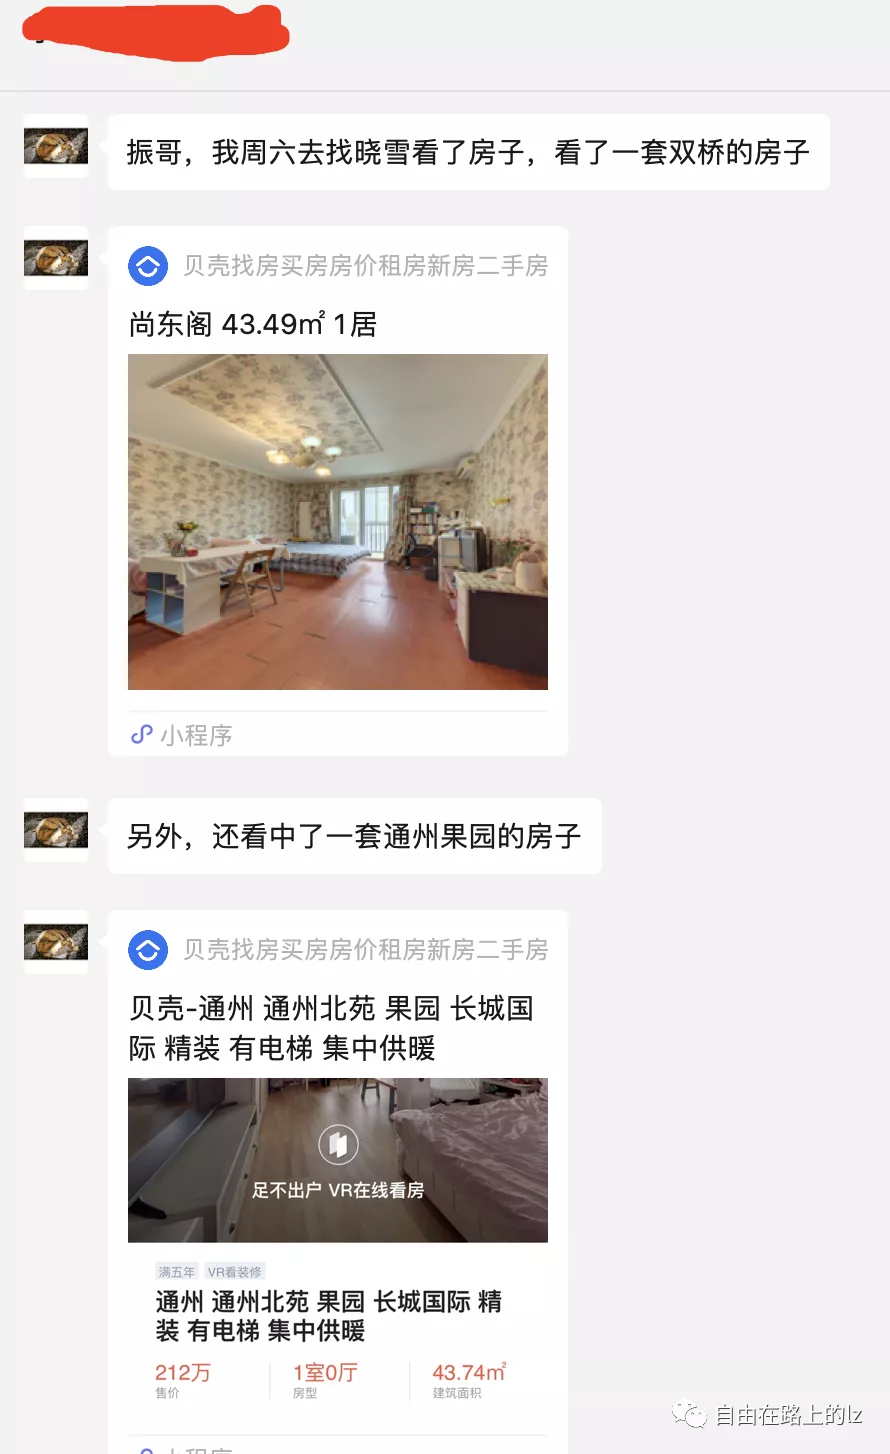 振哥，我周六去找晓雪看了房子，看了一套双桥的房子
贝壳找房买房房价租房新房二手房
尚东阁 43.49㎡ 1居
小程序
另外，还看中了一套通州果园的房子
贝壳找房买房房价租房新房二手房
贝壳-通州 通州北苑 果园 长城国
际 精装 有电梯 集中供暖
足不出户 VR在线看房
满五年 VR看装修
通州 通州北苑 果园 长城国际 精
装 有电梯 集中供暖
212万 1室0厅 43.74㎡
售价 房型 建筑面积
自由在路上的lz